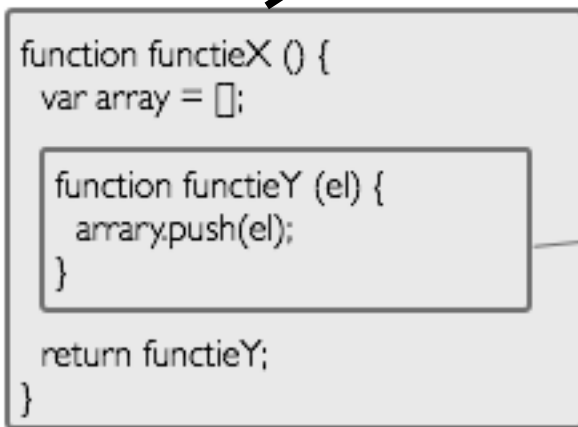 function functieX () {
var array = [];
function functieY (el) {
arrary.push(el);
}
return functieY;
}